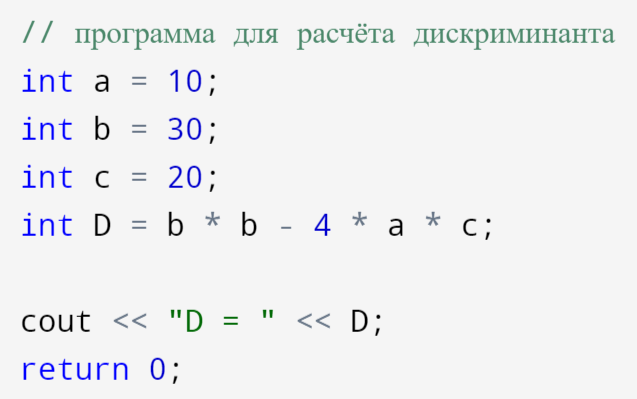 // программа для расчёта дискриминанта
int a = 10;
int b = 30;
int c = 20;
int D = b * b - 4 * a * c;
cout << "D = " << D;
return 0;